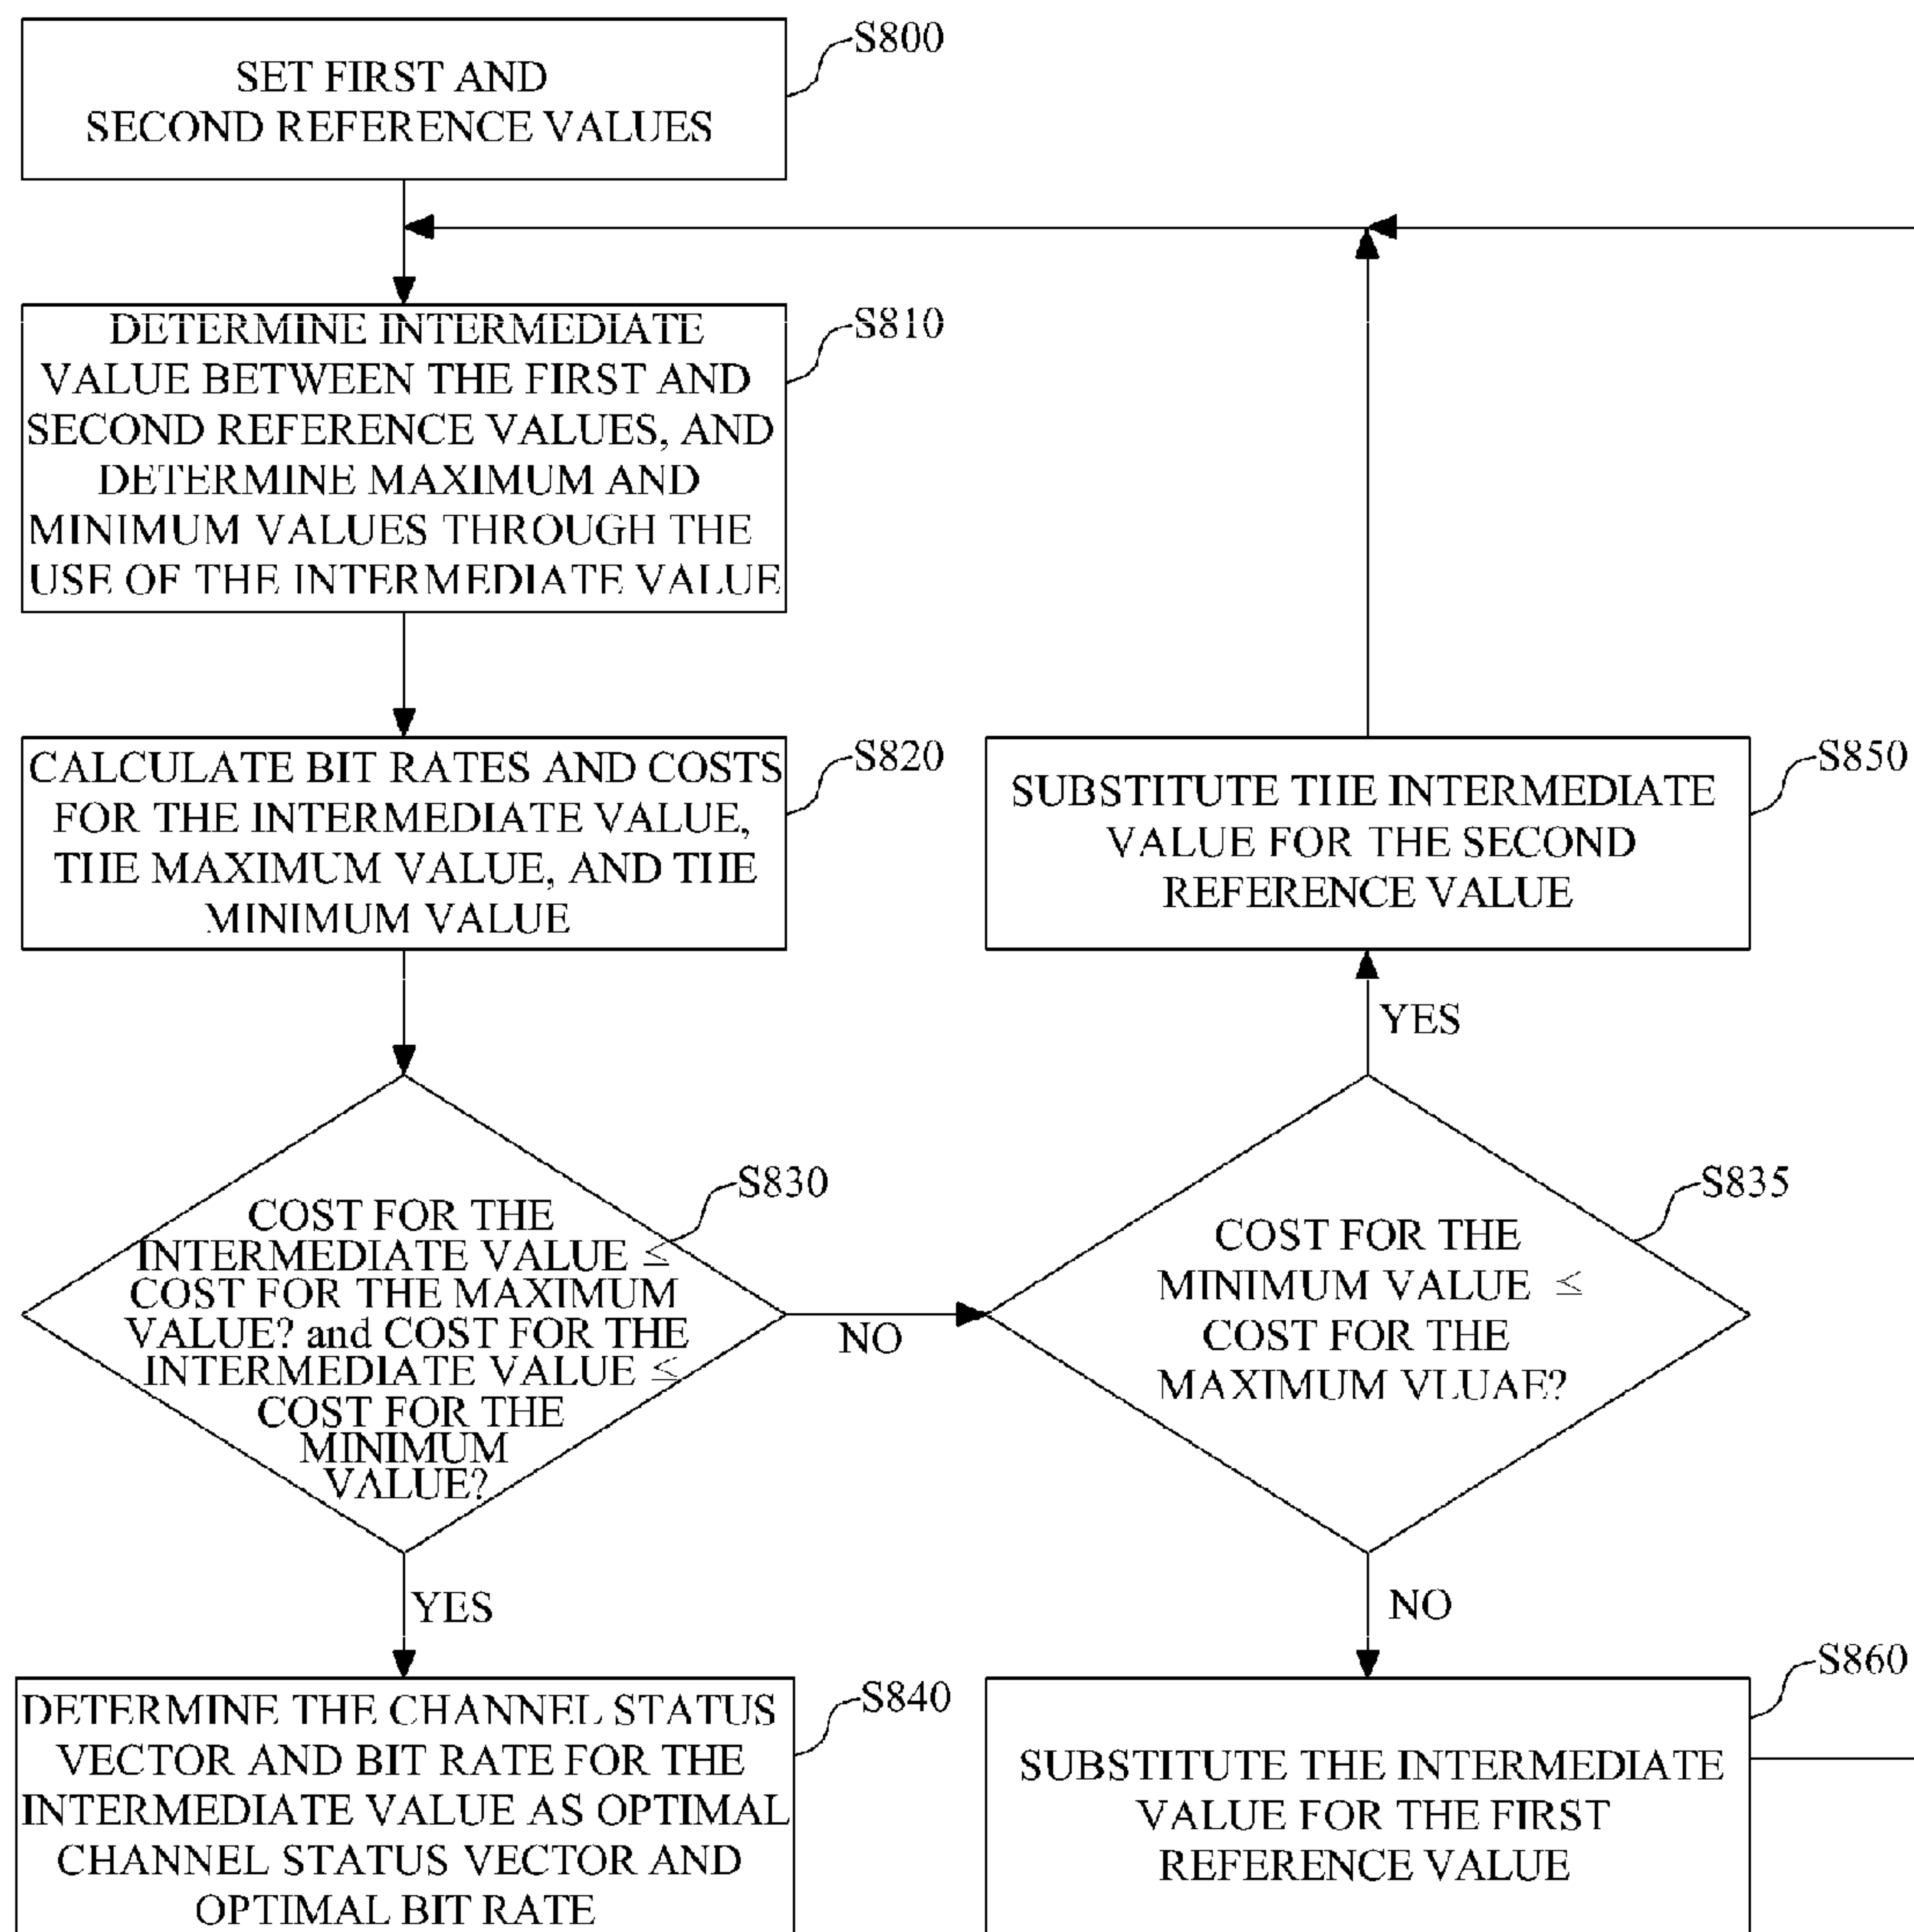 SET FIRST AND
SECOND REFERENCE VALUES
S800
DETERMINE INTERMEDIATE
VALUE BETWEEN THE FIRST AND
SECOND REFERENCE VALUES, AND
DETERMINE MAXIMUM AND
MINIMUM VALUES THROUGH THE
USE OF THE INTERMEDIATE VALUE
S810
CALCULATE BIT RATES AND COSTS
FOR THE INTERMEDIATE VALUE,
THE MAXIMUM VALUE, AND THE
MINIMUM VALUE
S820
SUBSTITUTE THE INTERMEDIATE
VALUE FOR THE SECOND
REFERENCE VALUE
S850
YES
COST FOR THE
INTERMEDIATE VALUE ≤
COST FOR THE MAXIMUM
VALUE? and COST FOR THE
INTERMEDIATE VALUE ≤
COST FOR THE
MINIMUM
VALUE?
S830
NO
COST FOR THE
MINIMUM VALUE ≤
COST FOR THE
MAXIMUM VLUAE?
S835
YES
NO
DETERMINE THE CHANNEL STATUS
VECTOR AND BIT RATE FOR THE
INTERMEDIATE VALUE AS OPTIMAL
CHANNEL STATUS VECTOR AND
OPTIMAL BIT RATE
S840
SUBSTITUTE THE INTERMEDIATE
VALUE FOR THE FIRST
REFERENCE VALUE
S860